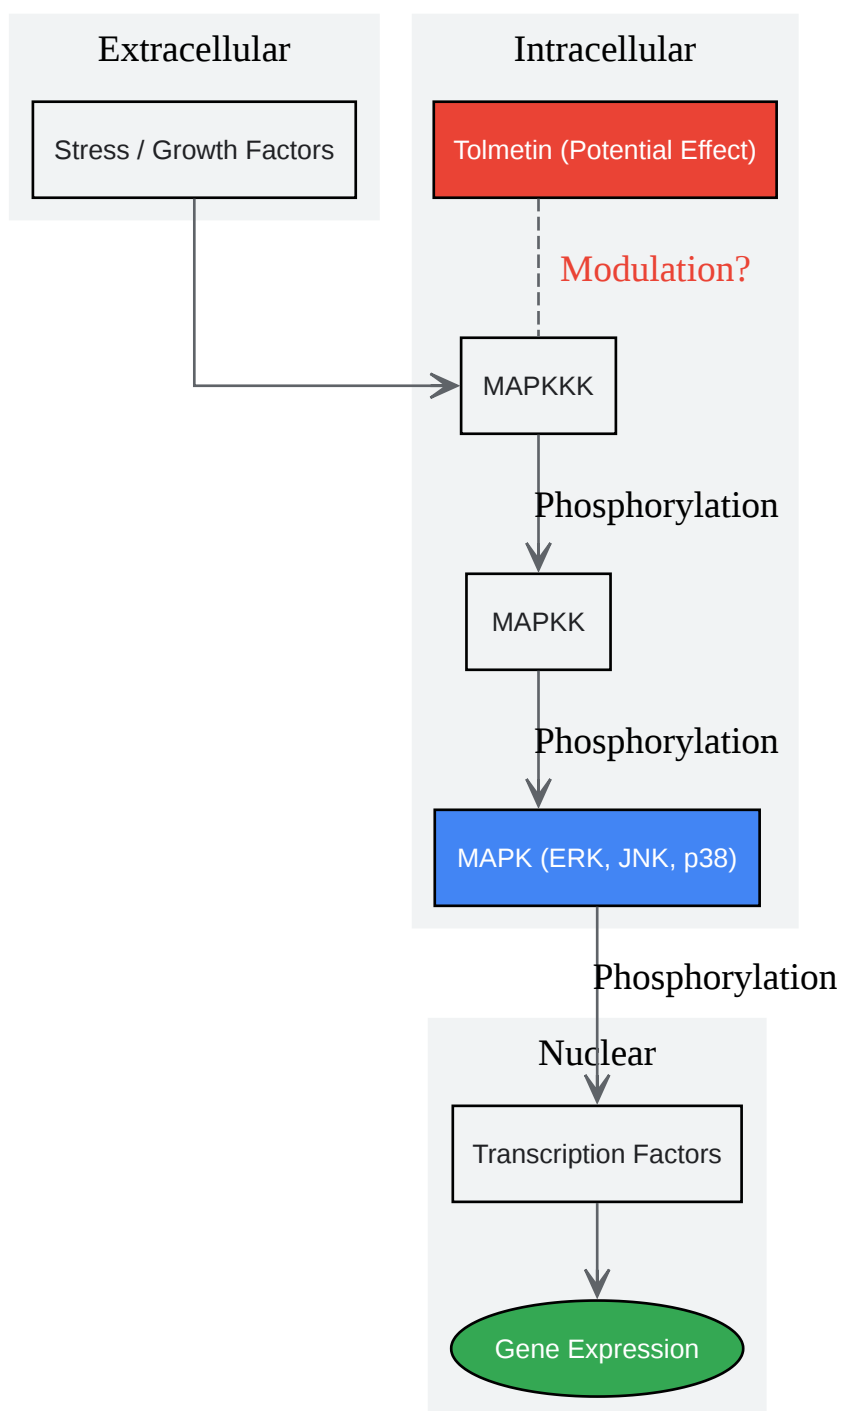 Extracellular
Stress / Growth Factors
Intracellular
Tolmetin (Potential Effect)
Modulation?
MAPKKK
Phosphorylation
MAPKK
Phosphorylation
MAPK (ERK, JNK, p38)
Phosphorylation
Nuclear
Transcription Factors
Gene Expression